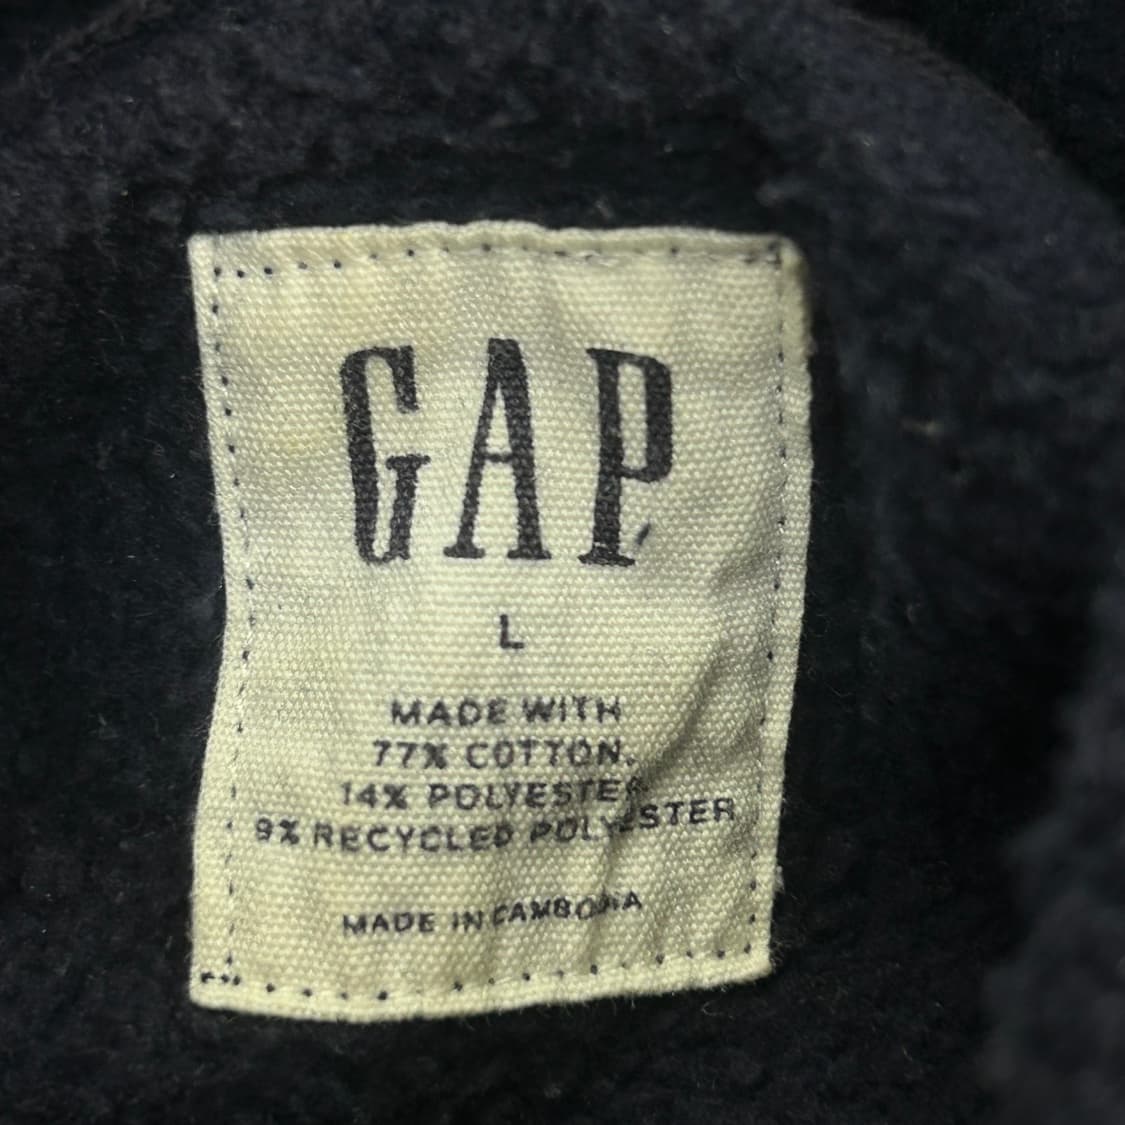 GAP
L
MADE WITH
77% COTTON,
14% POLYESTER
9% RECYCLED POLYESTER
MADE IN CAMBODIA